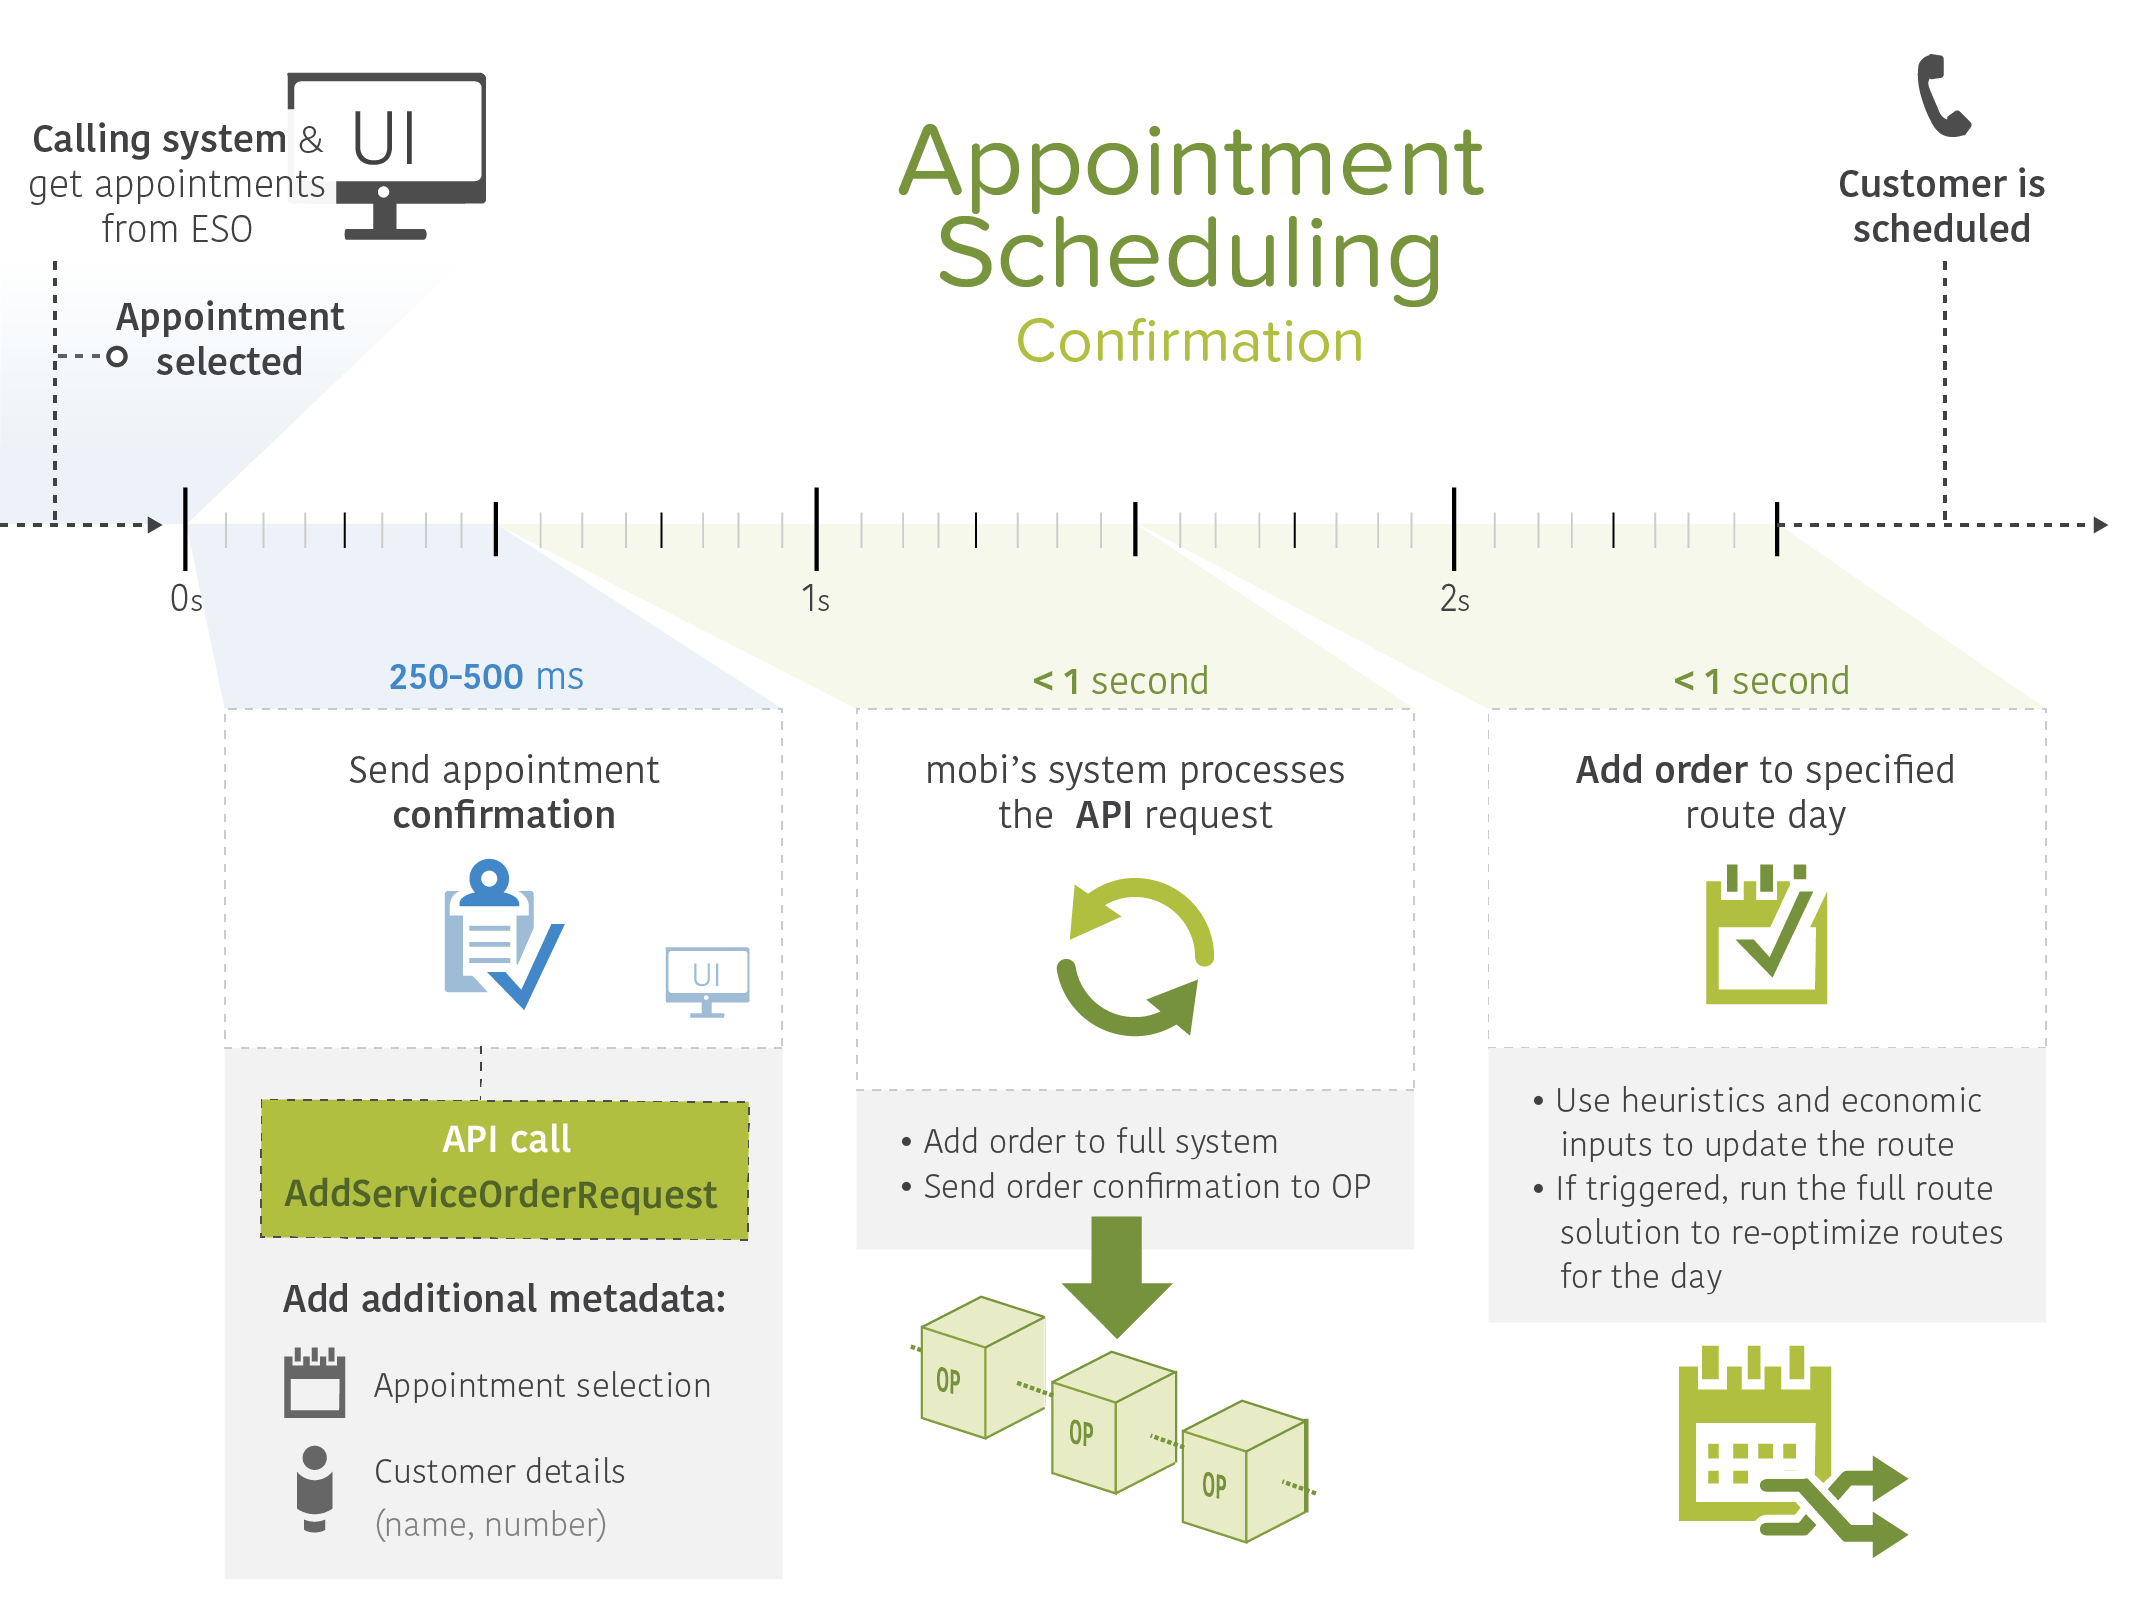 Calling system &
get appointments
from ESO
UI
Appointment
selected
Appointment
Scheduling
Confirmation
Customer is
scheduled
0s
1s
2s
250-500 ms
Send appointment
confirmation
UI
API call
AddServiceOrderRequest
Add additional metadata:
Appointment selection
Customer details
(name, number)
< 1 second
mobi’s system processes
the API request
• Add order to full system
• Send order confirmation to OP
OP
OP
OP
< 1 second
Add order to specified
route day
• Use heuristics and economic
inputs to update the route
• If triggered, run the full route
solution to re-optimize routes
for the day